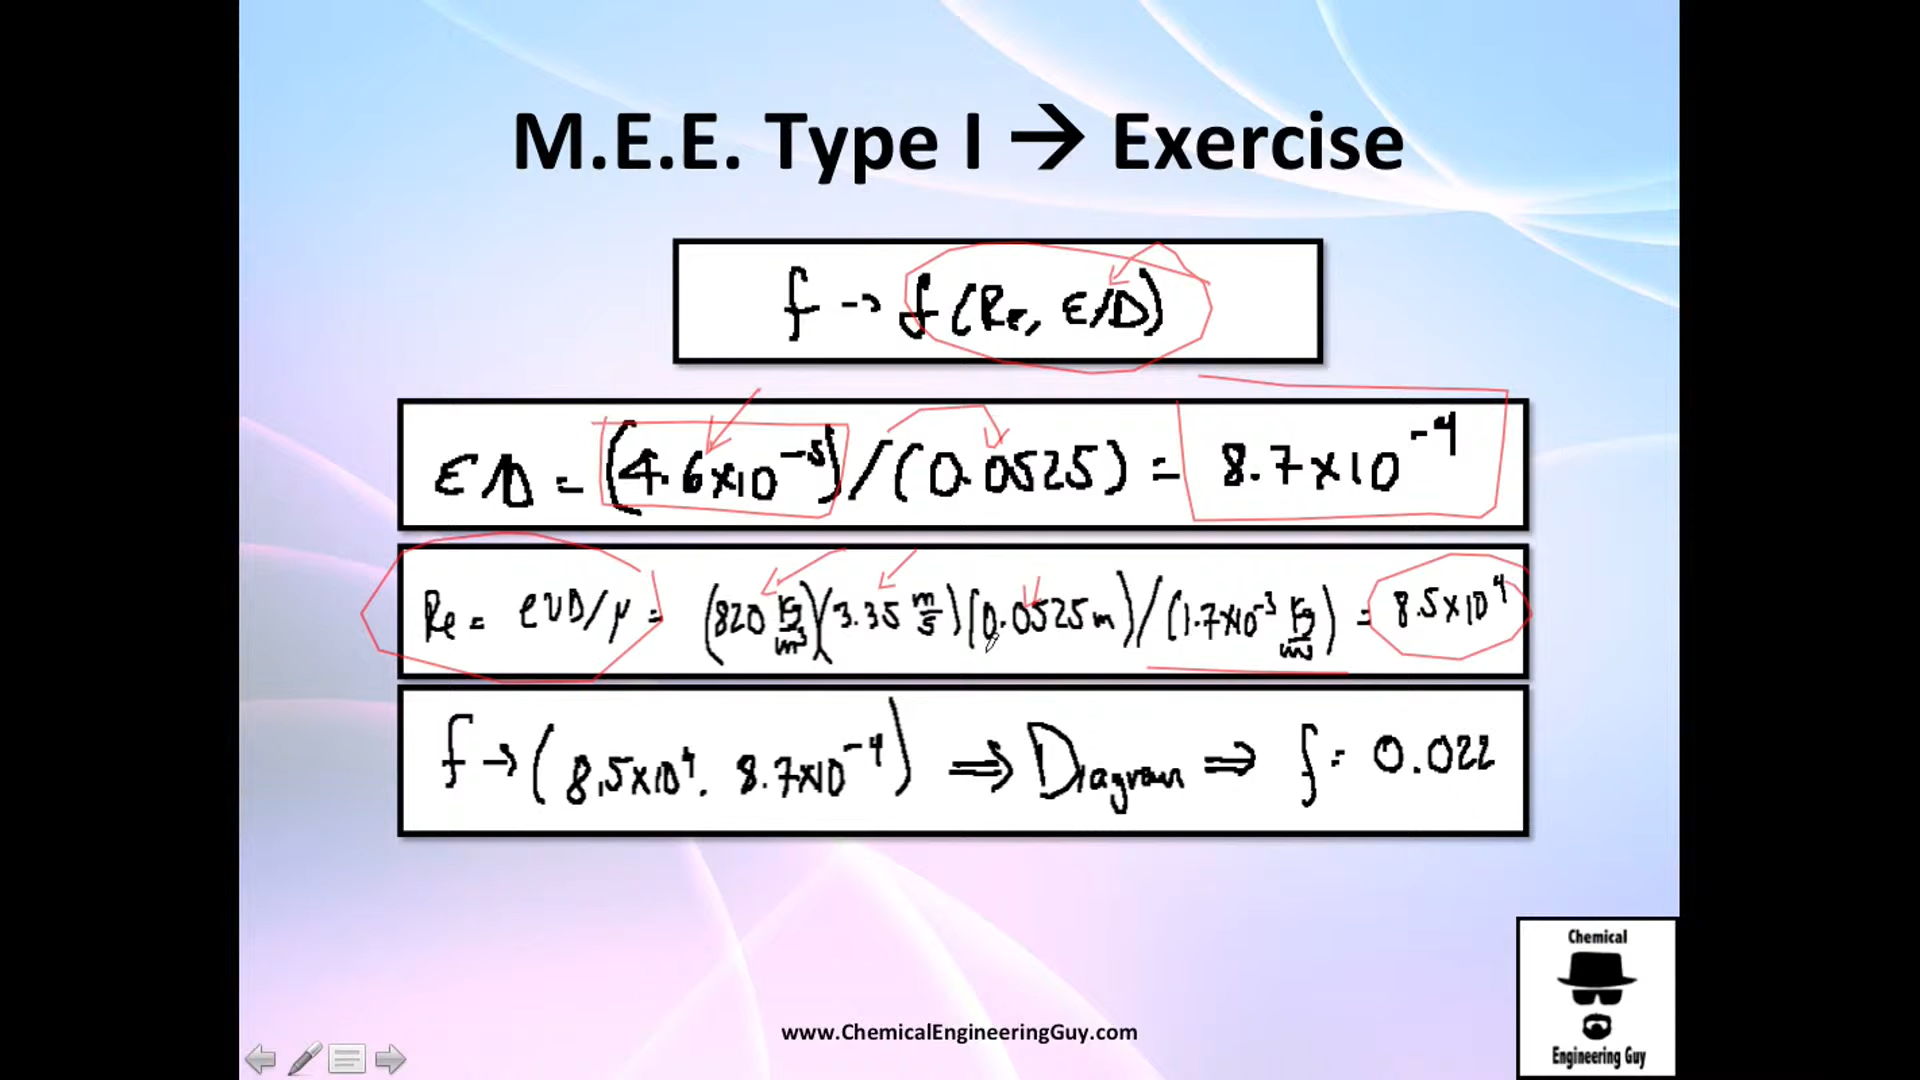 M.E.E. Type I → Exercise
f → f (Re, ε/D)
ε/D = (4.6x10⁻⁵)/(0.0525) = 8.7x10⁻⁴
Re = ρVD/μ = (820 Kg/m³)(3.35 m/s)(0.0525m)/(1.7x10⁻³ Kg/ms) = 8.5x10⁴
f → (8.5x10⁴. 8.7x10⁻⁴) ⇒ Diagram ⇒ f = 0.022
www.ChemicalEngineeringGuy.com
Chemical
Engineering Guy